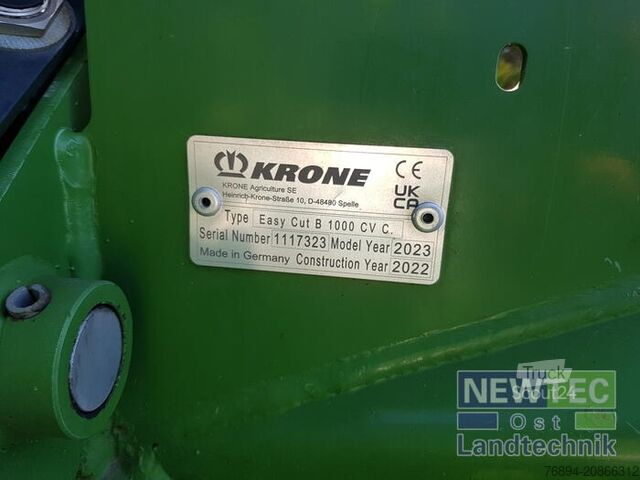 KRONE
CE
KRONE Agriculture SE
Heinrich-Krone-Straße 10, D-48480 Spelle
UK
CA
Type Easy Cut B 1000 CV C.
Serial Number 1117323 Model Year 2023
Made in Germany Construction Year 2022
Truck
Scout24
NEWTEC
Ost
Landtechnik
76894-20866312